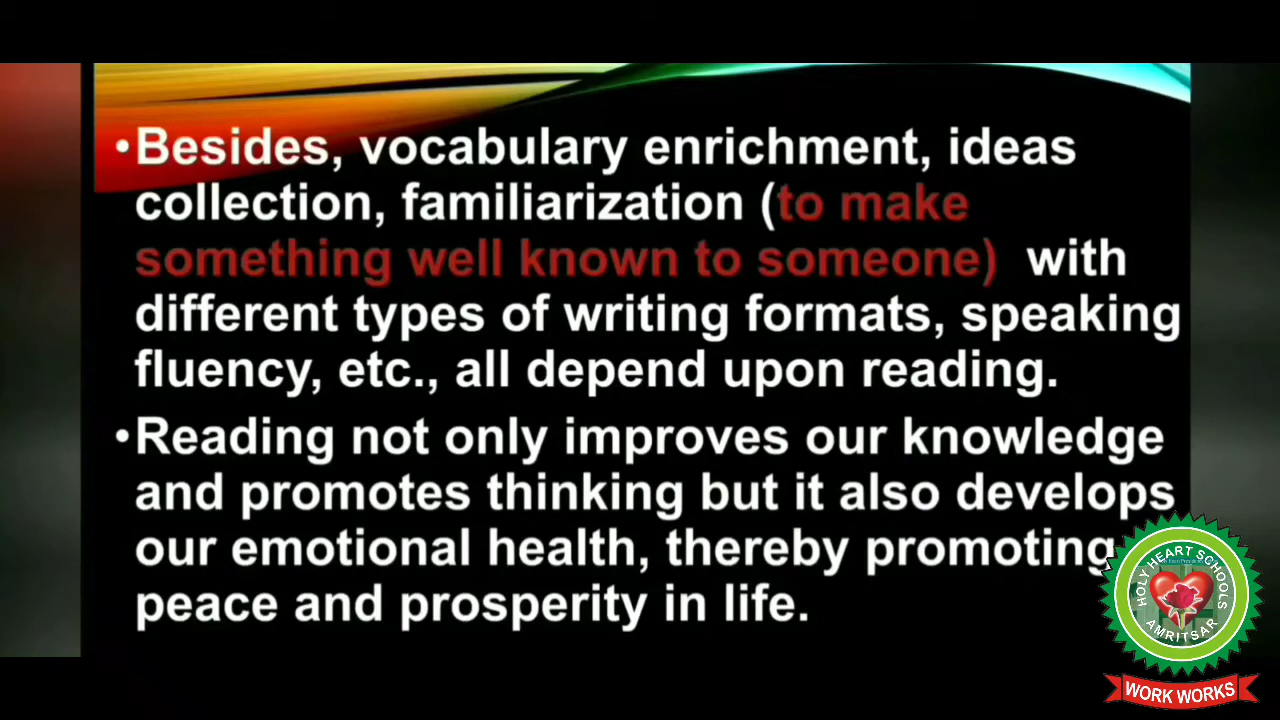 •Besides, vocabulary enrichment, ideas
collection, familiarization (to make
something well known to someone) with
different types of writing formats, speaking
fluency, etc., all depend upon reading.
•Reading not only improves our knowledge
and promotes thinking but it also develops
our emotional health, thereby promoting
peace and prosperity in life.
HOLY HEART SCHOOLS
AMRITSAR
WORK WORKS